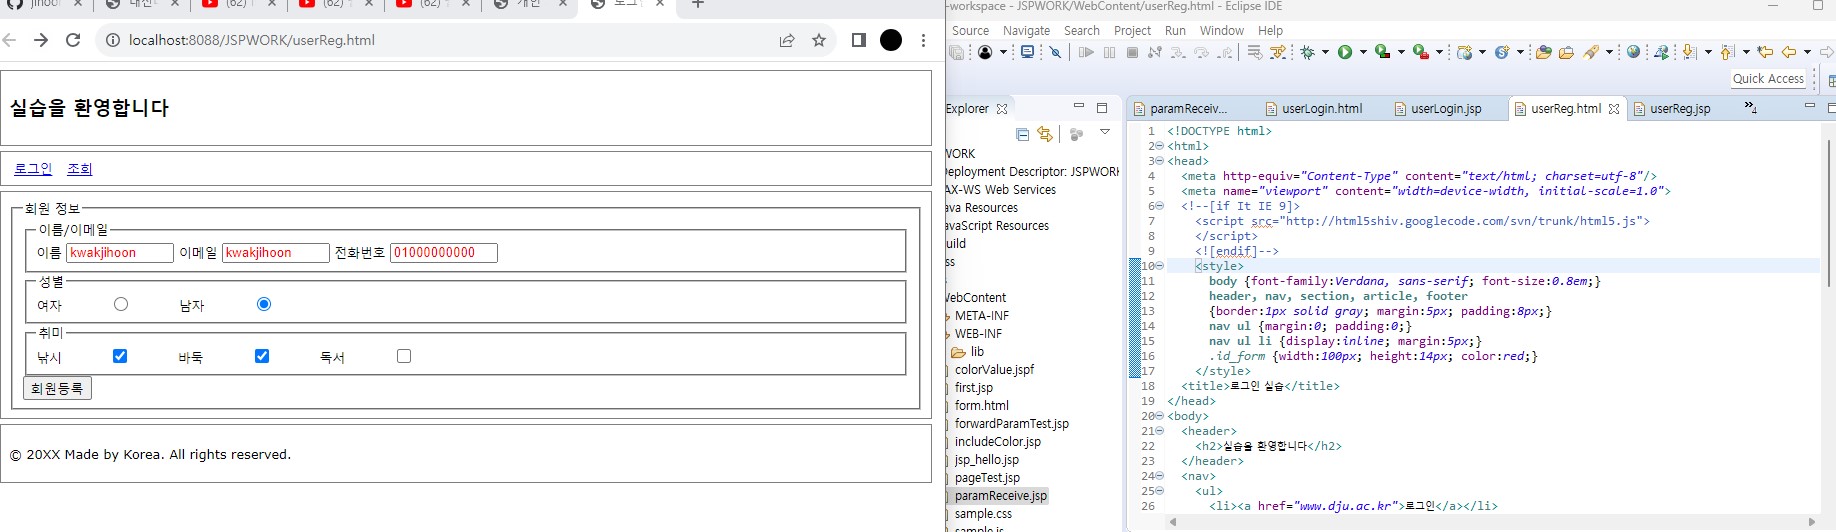 (62)
(62)
(62)
개인
로그인
localhost:8088/JSPWORK/userReg.html
실습을 환영합니다
로그인 조회
회원 정보
이름/이메일
이름 kwakjihoon 이메일 kwakjihoon 전화번호 01000000000
성별
여자 남자
취미
낚시 바둑 독서
회원등록
© 20XX Made by Korea. All rights reserved.
-workspace - JSPWORK/WebContent/userReg.html - Eclipse IDE
Source Navigate Search Project Run Window Help
Quick Access
Explorer
WORK
Deployment Descriptor: JSPWORK
AX-WS Web Services
ava Resources
avaScript Resources
uild
ss
WebContent
META-INF
WEB-INF
lib
colorValue.jspf
first.jsp
form.html
forwardParamTest.jsp
includeColor.jsp
jsp_hello.jsp
pageTest.jsp
paramReceive.jsp
sample.css
sample.js
paramReceiv... userLogin.html userLogin.jsp userReg.html userReg.jsp »4
1 <!DOCTYPE html>
2 <html>
3 <head>
4 <meta http-equiv="Content-Type" content="text/html; charset=utf-8"/>
5 <meta name="viewport" content="width=device-width, initial-scale=1.0">
6 <!--[if It IE 9]>
7 <script src="http://html5shiv.googlecode.com/svn/trunk/html5.js">
8 </script>
9 <![endif]-->
10 <style>
11 body {font-family:Verdana, sans-serif; font-size:0.8em;}
12 header, nav, section, article, footer
13 {border:1px solid gray; margin:5px; padding:8px;}
14 nav ul {margin:0; padding:0;}
15 nav ul li {display:inline; margin:5px;}
16 .id_form {width:100px; height:14px; color:red;}
17 </style>
18 <title>로그인 실습</title>
19 </head>
20 <body>
21 <header>
22 <h2>실습을 환영합니다</h2>
23 </header>
24 <nav>
25 <ul>
26 <li><a href="www.dju.ac.kr">로그인</a></li>